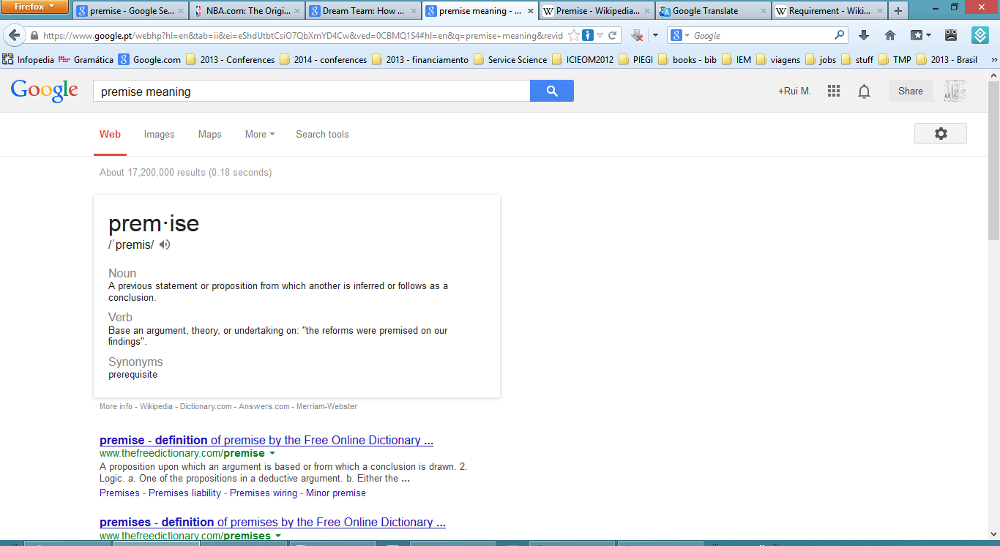 Firefox
premise - Google Se...
NBA.com: The Origi...
Dream Team: How ...
premise meaning - ...
Premise - Wikipedia...
Google Translate
Requirement - Wiki...
https://www.google.pt/webhp?hl=en&tab=ii&ei=eShdUtbtCsiO7QbXmYD4Cw&ved=0CBMQ1S4#hl=en&q=premise+meaning&revid
Google
Infopedia Gramática Google.com 2013 - Conferences 2014 - conferences 2013 - financiamento Service Science ICIEOM2012 PIEGI books - bib IEM viagens jobs stuff TMP 2013 - Brasil
Google premise meaning +Rui M. Share
Web Images Maps More Search tools
About 17,200,000 results (0.18 seconds)
prem·ise
/ˈpremis/
Noun
A previous statement or proposition from which another is inferred or follows as a
conclusion.
Verb
Base an argument, theory, or undertaking on: "the reforms were premised on our
findings".
Synonyms
prerequisite
More info - Wikipedia - Dictionary.com - Answers.com - Merriam-Webster
premise - definition of premise by the Free Online Dictionary ...
www.thefreedictionary.com/premise
A proposition upon which an argument is based or from which a conclusion is drawn. 2.
Logic. a. One of the propositions in a deductive argument. b. Either the ...
Premises - Premises liability - Premises wiring - Minor premise
premises - definition of premises by the Free Online Dictionary ...
www.thefreedictionary.com/premises